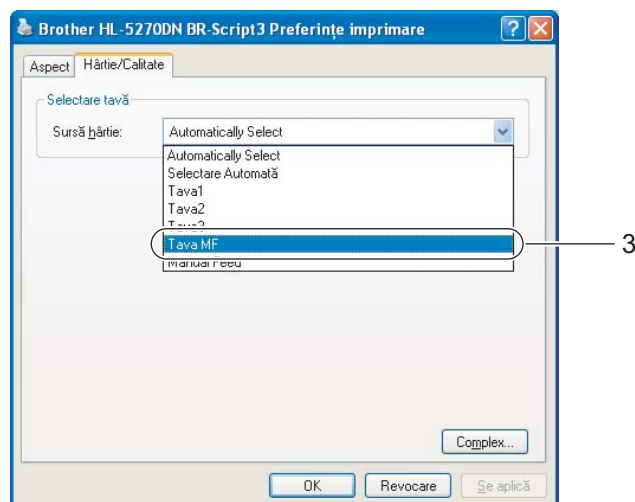 Brother HL-5270DN BR-Script3 Preferințe imprimare
Aspect Hârtie/Calitate
Selectare tavă
Sursă hârtie: Automatically Select
Automatically Select
Selectare Automată
Tava1
Tava2
Tava3
Tava MF 3
Manual Feed
Complex...
OK Revocare Se aplică